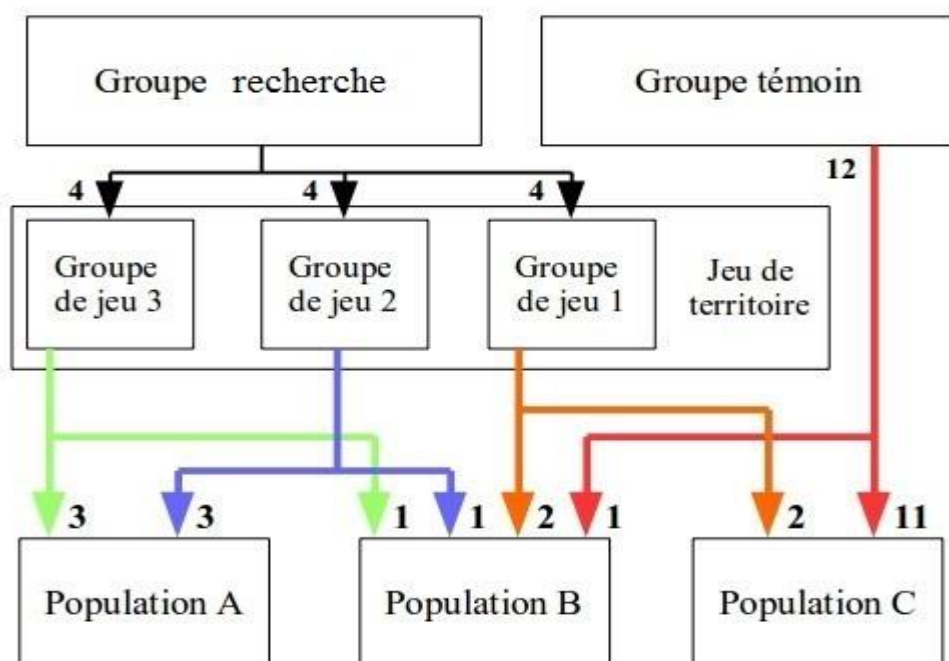 Groupe recherche
Groupe témoin
12
4
4
4
Groupe
de jeu 3
Groupe
de jeu 2
Groupe
de jeu 1
Jeu de
territoire
3
3
1
1
2
1
2
11
Population A
Population B
Population C